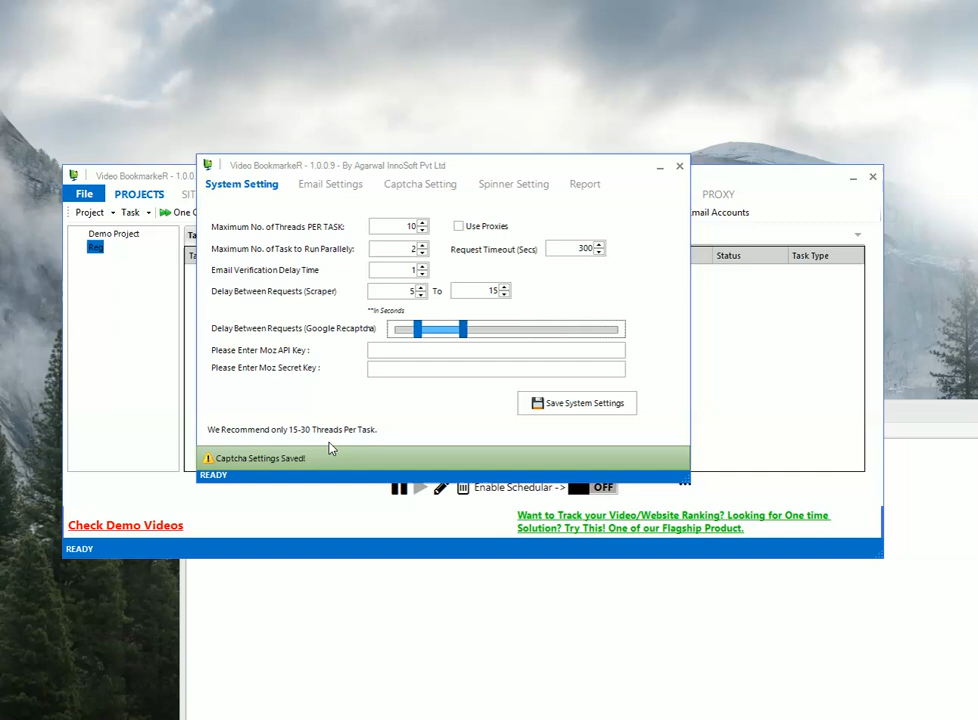 Video BookmarkeR - 1.0.0.9 - By Agarwal InnoSoft Pvt Ltd
Video BookmarkeR - 1.0.0.
System Setting Email Settings Captcha Setting Spinner Setting Report
File PROJECTS SIT PROXY
Project Task One C mail Accounts
Demo Project
Reg
Ta
Ta Status Task Type
Maximum No. of Threads PER TASK: 10 Use Proxies
Maximum No. of Task to Run Parallely: 2 Request Timeout (Secs) 300
Email Verification Delay Time 1
Delay Between Requests (Scraper) 5 To 15
**In Seconds
Delay Between Requests (Google Recaptcha)
Please Enter Moz API Key :
Please Enter Moz Secret Key :
Save System Settings
We Recommend only 15-30 Threads Per Task.
Captcha Settings Saved!
READY
Enable Schedular -> OFF
Check Demo Videos
Want to Track your Video/Website Ranking? Looking for One time
Solution? Try This! One of our Flagship Product.
READY